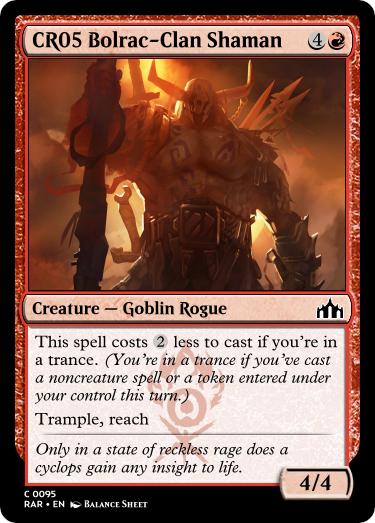 CR05 Bolrac-Clan Shaman 4
Creature — Goblin Rogue
This spell costs 2 less to cast if you're in
a trance. (You're in a trance if you've cast
a noncreature spell or a token entered under
your control this turn.)
Trample, reach
Only in a state of reckless rage does a
cyclops gain any insight to life.
4/4
C 0095
RAR • EN Balance Sheet